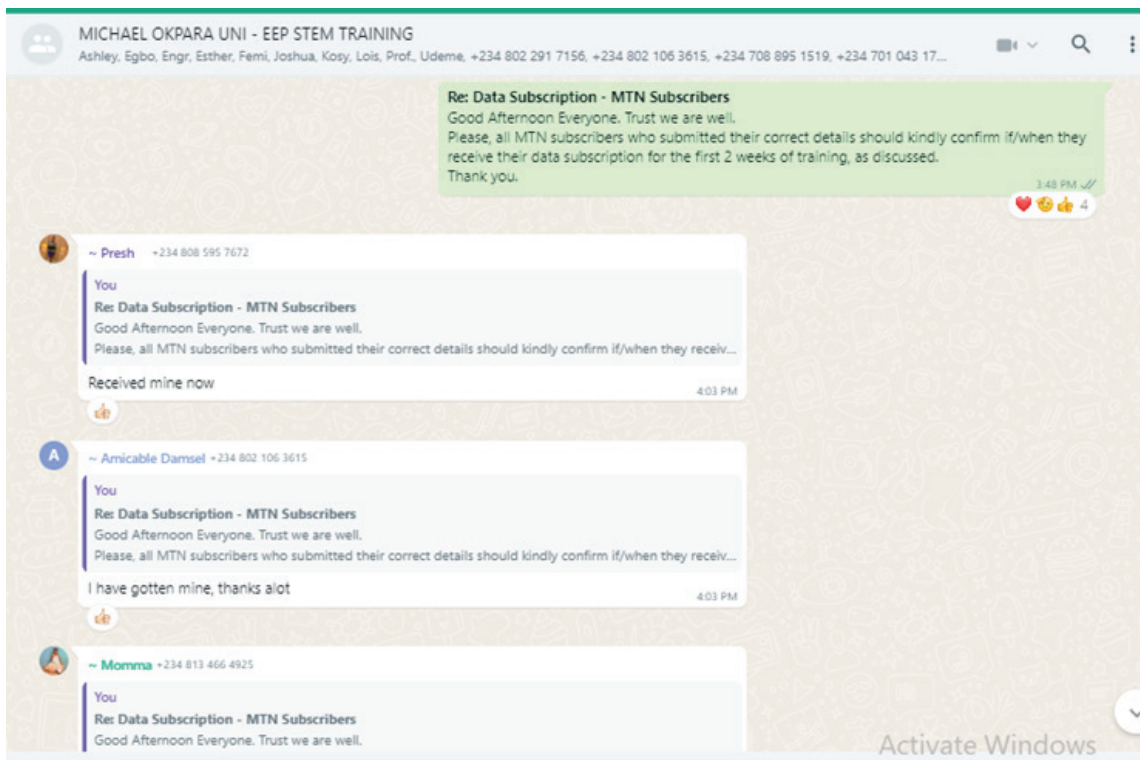 MICHAEL OKPARA UNI - EEP STEM TRAINING
Ashley, Egbo, Engr, Esther, Femi, Joshua, Kosy, Lois, Prof., Udeme, +234 802 291 7156, +234 802 106 3615, +234 708 895 1519, +234 701 043 17...
Re: Data Subscription - MTN Subscribers
Good Afternoon Everyone. Trust we are well.
Please, all MTN subscribers who submitted their correct details should kindly confirm if/when they
receive their data subscription for the first 2 weeks of training, as discussed.
Thank you.
3:48 PM
4
~ Presh +234 808 595 7672
You
Re: Data Subscription - MTN Subscribers
Good Afternoon Everyone. Trust we are well.
Please, all MTN subscribers who submitted their correct details should kindly confirm if/when they receiv...
Received mine now
4:03 PM
A
~ Amicable Damsel +234 802 106 3615
You
Re: Data Subscription - MTN Subscribers
Good Afternoon Everyone. Trust we are well.
Please, all MTN subscribers who submitted their correct details should kindly confirm if/when they receiv...
I have gotten mine, thanks alot
4:03 PM
~ Momma +234 813 466 4925
You
Re: Data Subscription - MTN Subscribers
Good Afternoon Everyone. Trust we are well.
Activate Windows